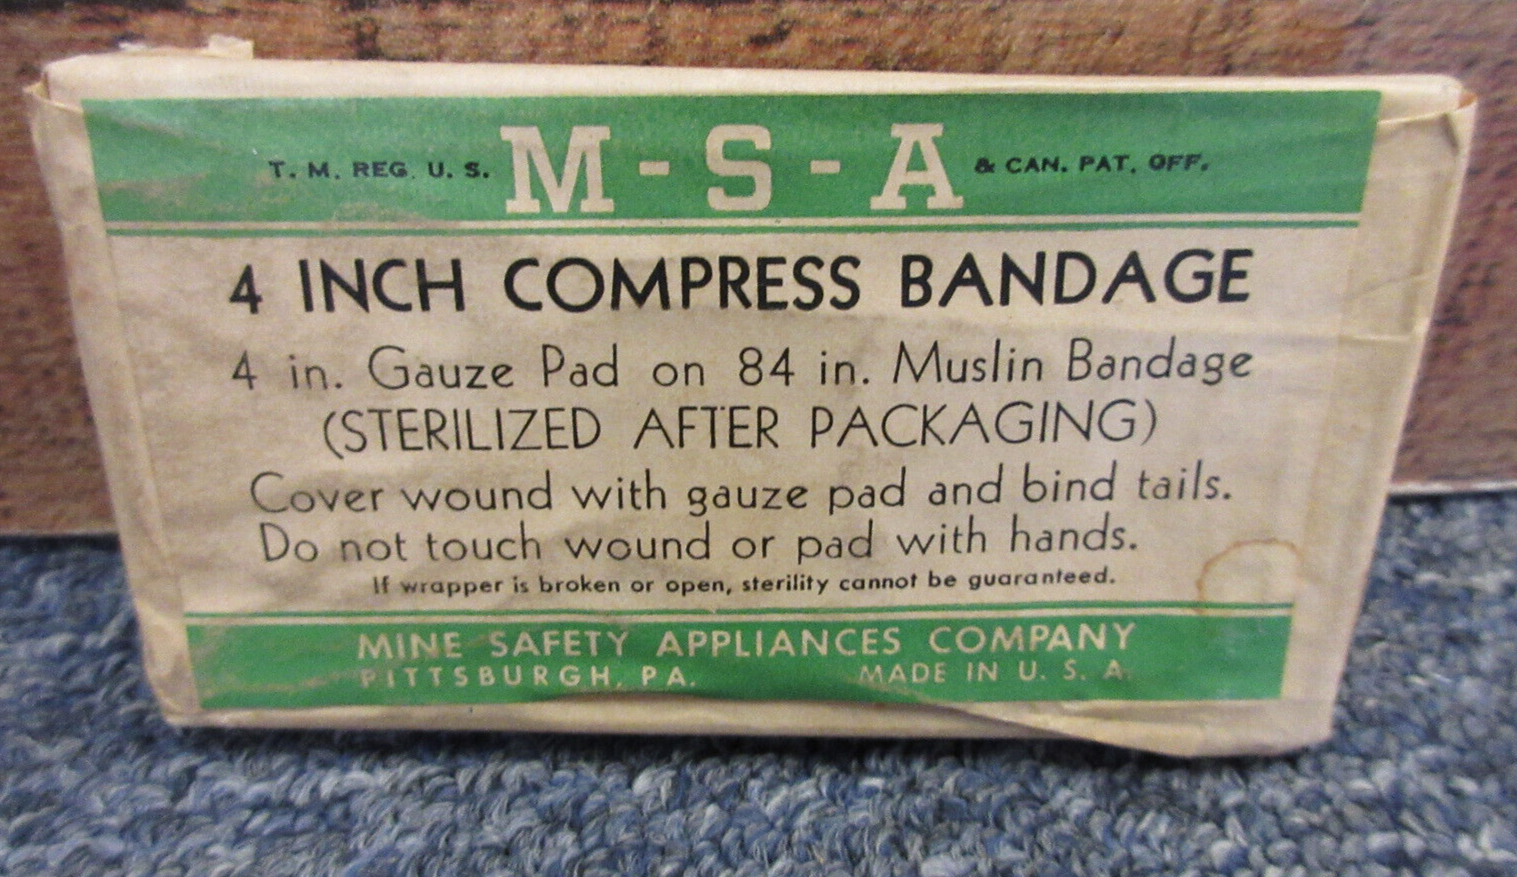 T. M. REG. U. S. M-S-A & CAN. PAT. OFF.
4 INCH COMPRESS BANDAGE
4 in. Gauze Pad on 84 in. Muslin Bandage
(STERILIZED AFTER PACKAGING)
Cover wound with gauze pad and bind tails.
Do not touch wound or pad with hands.
If wrapper is broken or open, sterility cannot be guaranteed.
MINE SAFETY APPLIANCES COMPANY
PITTSBURGH, PA. MADE IN U. S. A.